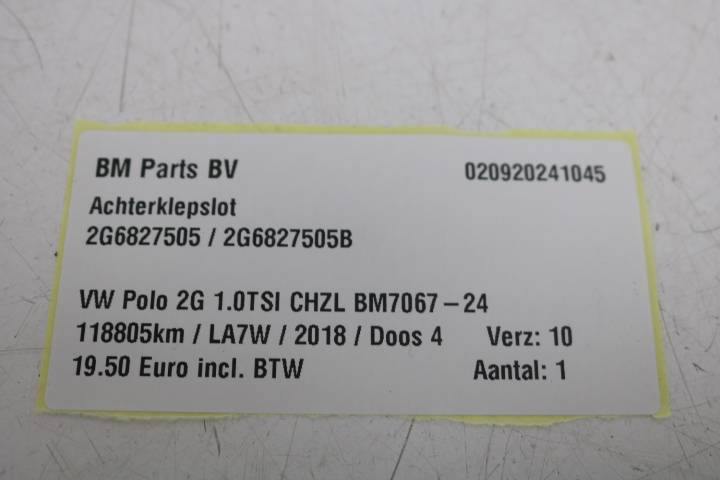 BM Parts BV 020920241045
Achterklepslot
2G6827505 / 2G6827505B
VW Polo 2G 1.0TSI CHZL BM7067-24
118805km / LA7W / 2018 / Doos 4 Verz: 10
19.50 Euro incl. BTW Aantal: 1